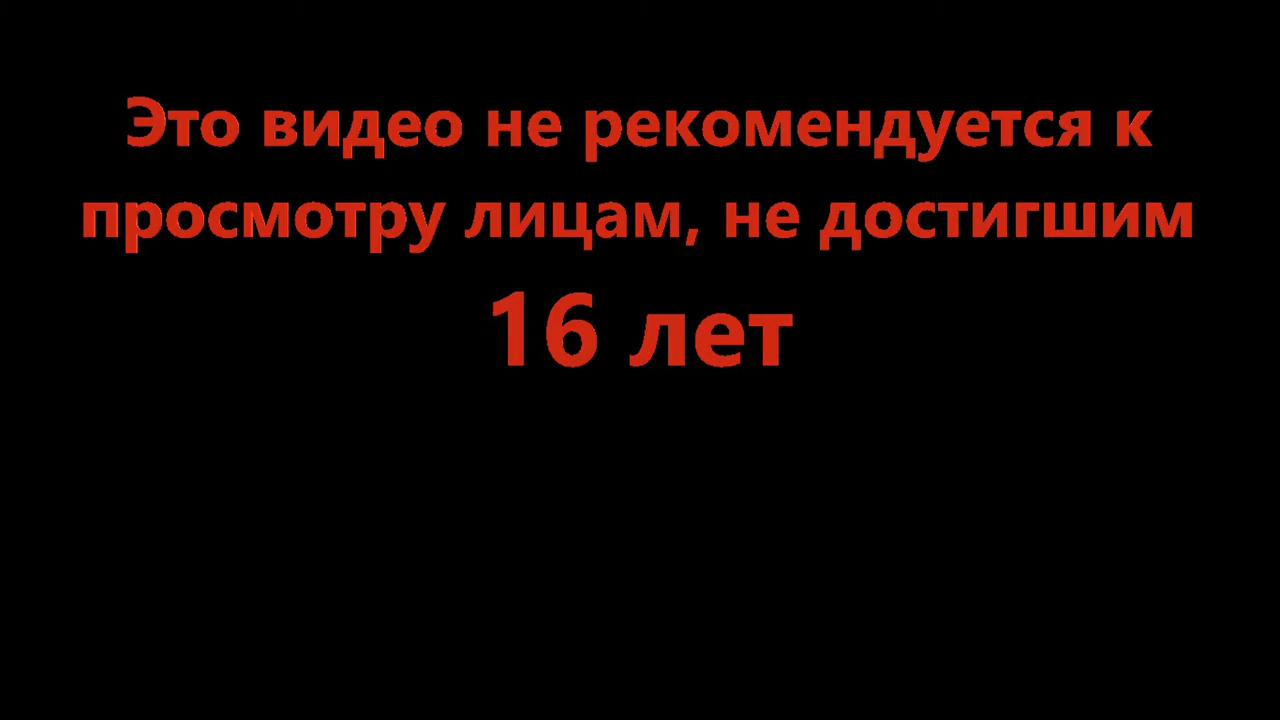 Это видео не рекомендуется к
просмотру лицам, не достигшим
16 лет